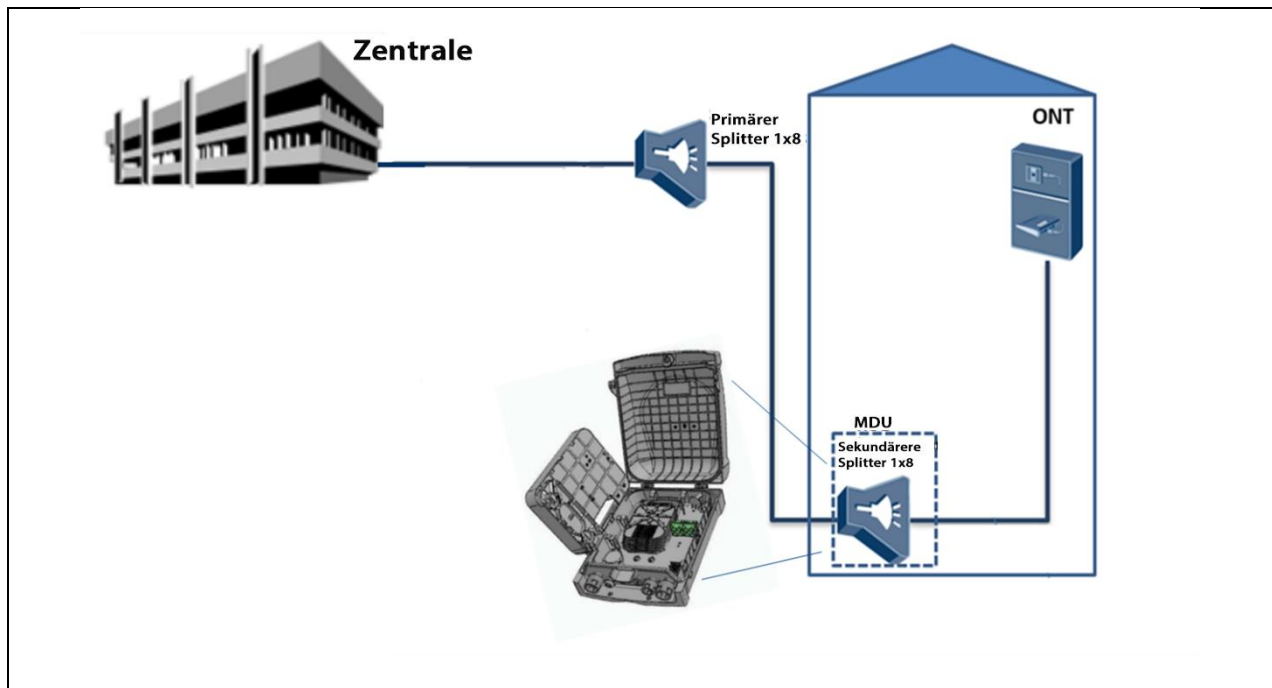 Zentrale
Primärer
Splitter 1x8
ONT
MDU
Sekundärere
Splitter 1x8